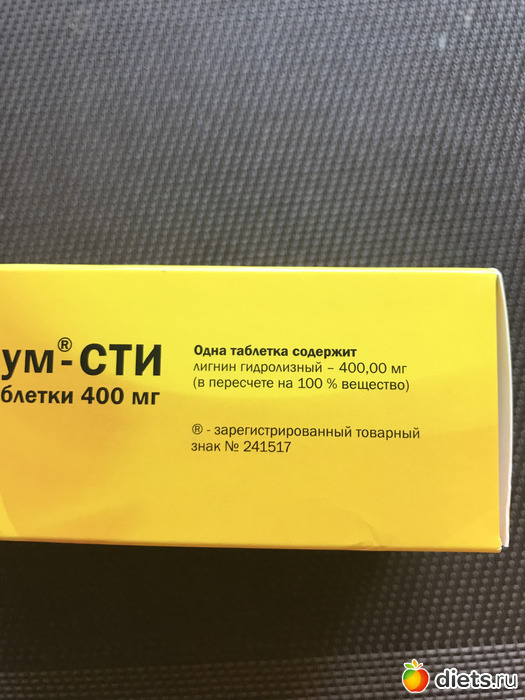 ум®-СТИ
блетки 400 мг
Одна таблетка содержит
лигнин гидролизный – 400,00 мг
(в пересчете на 100 % вещество)
® - зарегистрированный товарный
знак № 241517
diets.ru